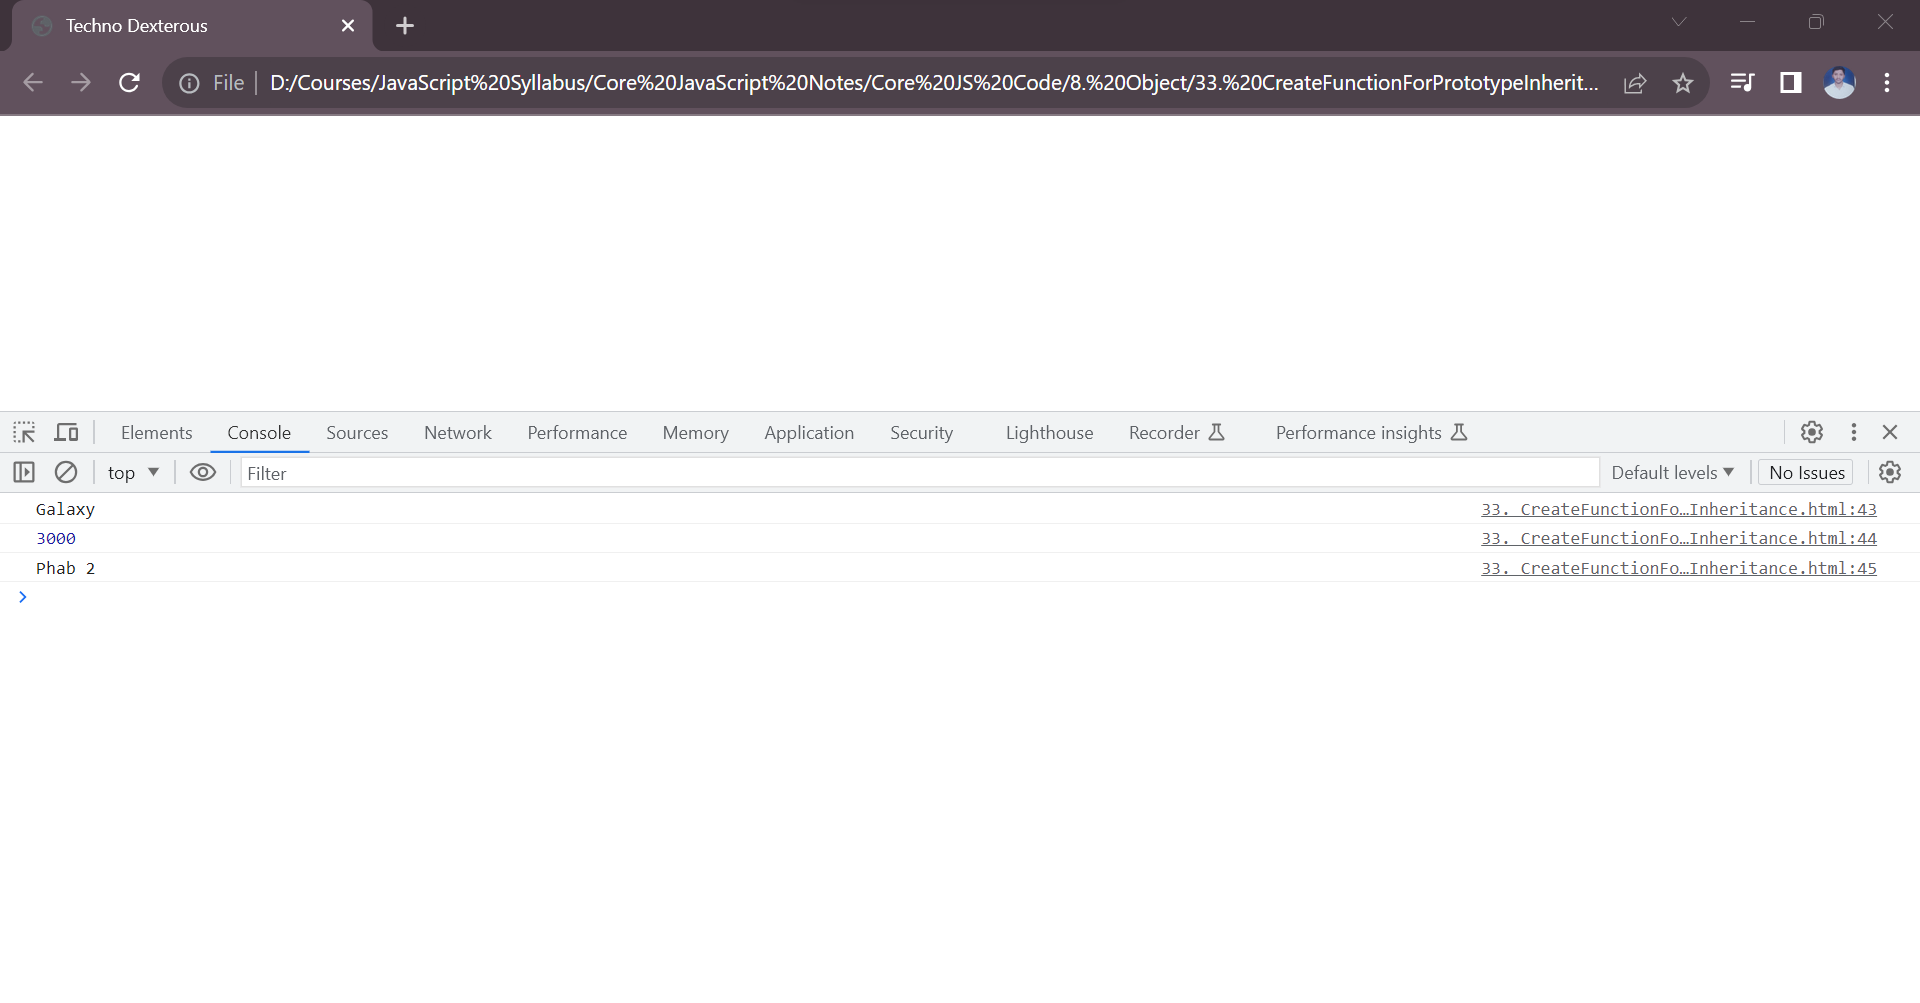 Techno Dexterous
File D:/Courses/JavaScript%20Syllabus/Core%20JavaScript%20Notes/Core%20JS%20Code/8.%20Object/33.%20CreateFunctionForPrototypeInherit...
Elements Console Sources Network Performance Memory Application Security Lighthouse Recorder Performance insights
top Filter Default levels No Issues
Galaxy 33. CreateFunctionFo…Inheritance.html:43
3000 33. CreateFunctionFo…Inheritance.html:44
Phab 2 33. CreateFunctionFo…Inheritance.html:45